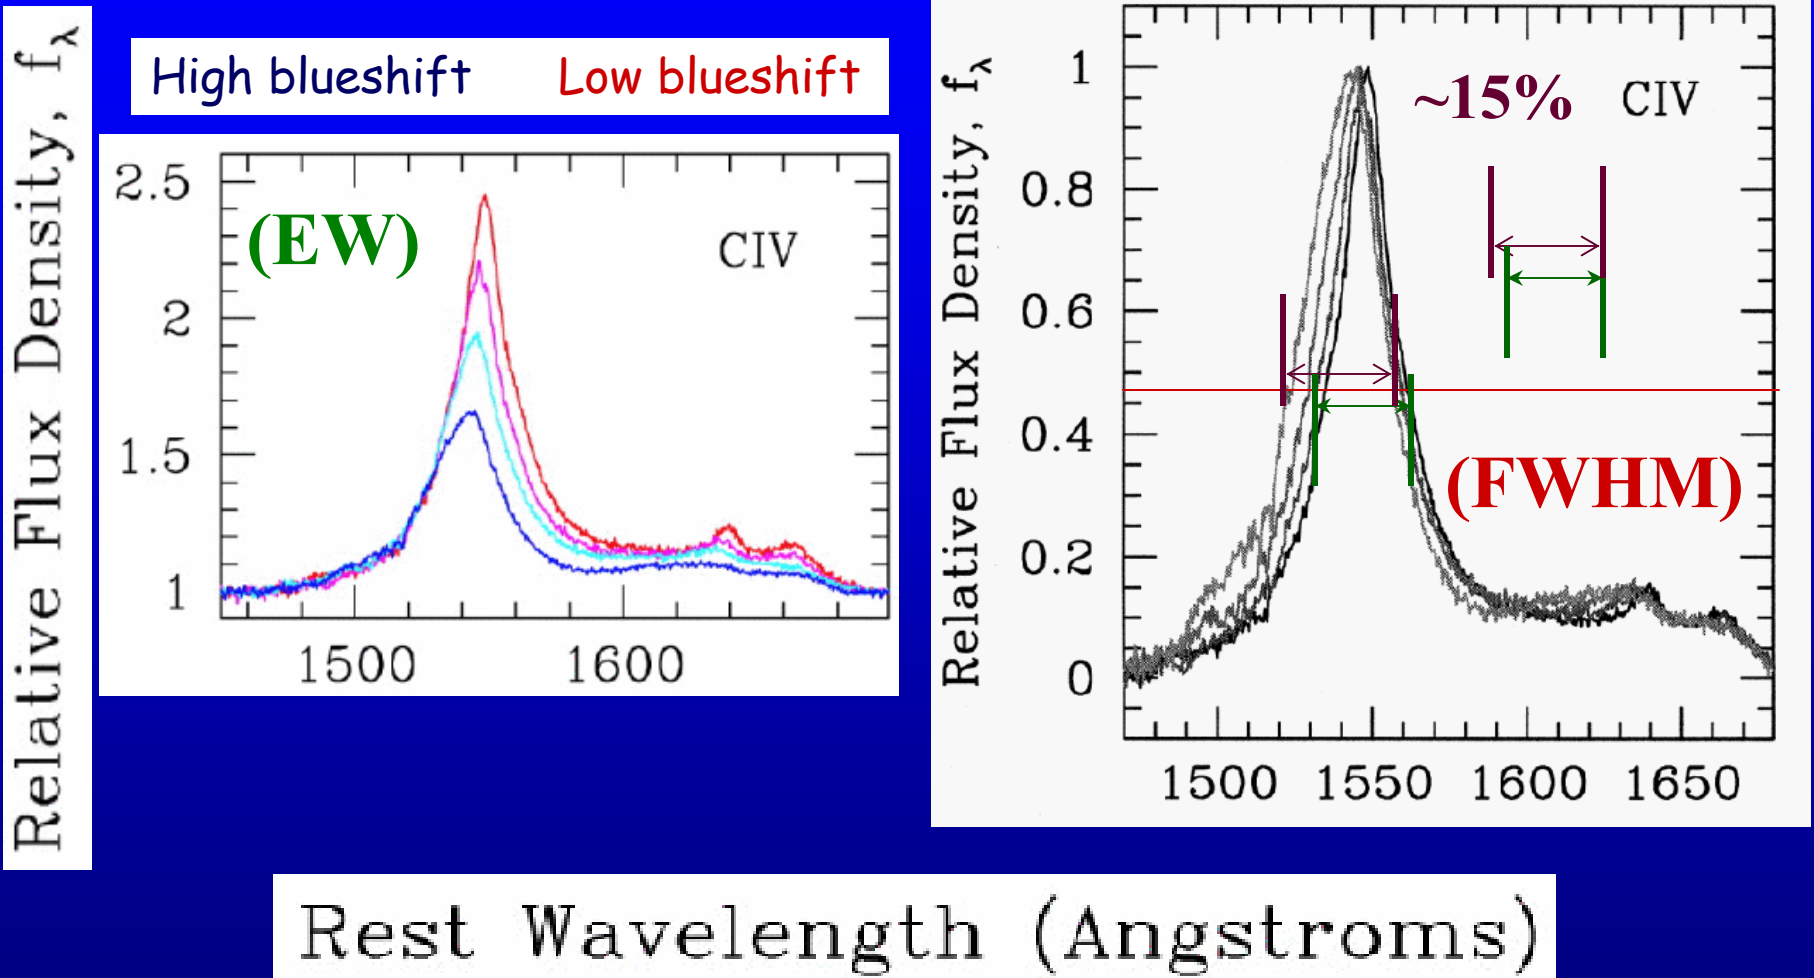 Relative Flux Density, fλ
High blueshift Low blueshift
2.5
2
1.5
1
(EW)
CIV
1500 1600
Relative Flux Density, fλ
1
0.8
0.6
0.4
0.2
0
~15%
CIV
(FWHM)
1500 1550 1600 1650
Rest Wavelength (Angstroms)